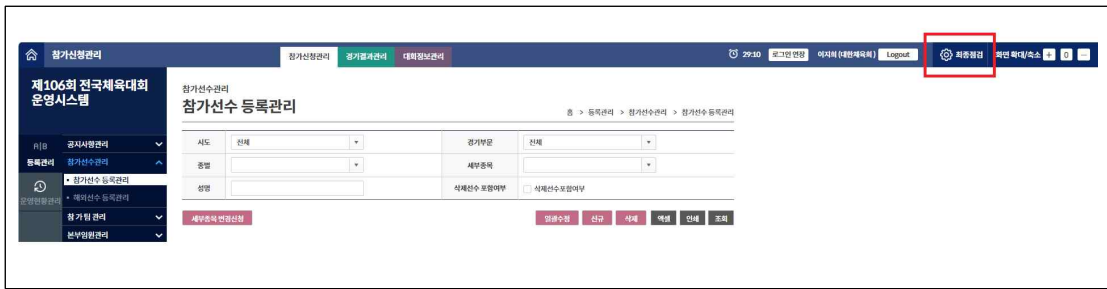 참가신청관리
참가신청관리 경기결과관리 대회정보관리
29:10 로그인 연장 이지희 (대한체육회) Logout 최종점검 화면 확대/축소 + 0 -
제106회 전국체육대회
운영시스템
A|B
등록관리
운영현황관리
공지사항관리
참가선수관리
• 참가선수 등록관리
• 해외선수 등록관리
참가팀관리
본부임원관리
참가선수관리
참가선수 등록관리
홈 > 등록관리 > 참가선수관리 > 참가선수 등록관리
시도 전체 경기부문 전체
종별 세부종목
성명 삭제선수 포함여부 삭제선수포함여부
세부종목 변경신청 일괄수정 신규 삭제 엑셀 인쇄 조회